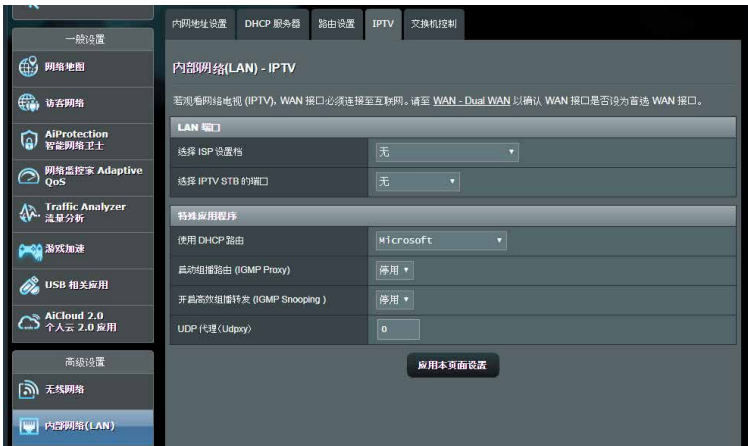 一般设置
网络地图
访客网络
AiProtection
智能网络卫士
网络监控家 Adaptive
QoS
Traffic Analyzer
流量分析
游戏加速
USB 相关应用
AiCloud 2.0
个人云 2.0 应用
高级设置
无线网络
内部网络(LAN)
内网地址设置 DHCP 服务器 路由设置 IPTV 交换机控制
内部网络(LAN) - IPTV
若观看网络电视 (IPTV), WAN 接口必须连接至互联网。请至 WAN - Dual WAN 以确认 WAN 接口是否设为首选 WAN 接口。
LAN 端口
选择 ISP 设置档 无
选择 IPTV STB 的端口 无
特殊应用程序
使用 DHCP 路由 Microsoft
启动组播路由 (IGMP Proxy) 停用
开启高效组播转发 (IGMP Snooping ) 停用
UDP 代理(Udpxy) 0
应用本页面设置